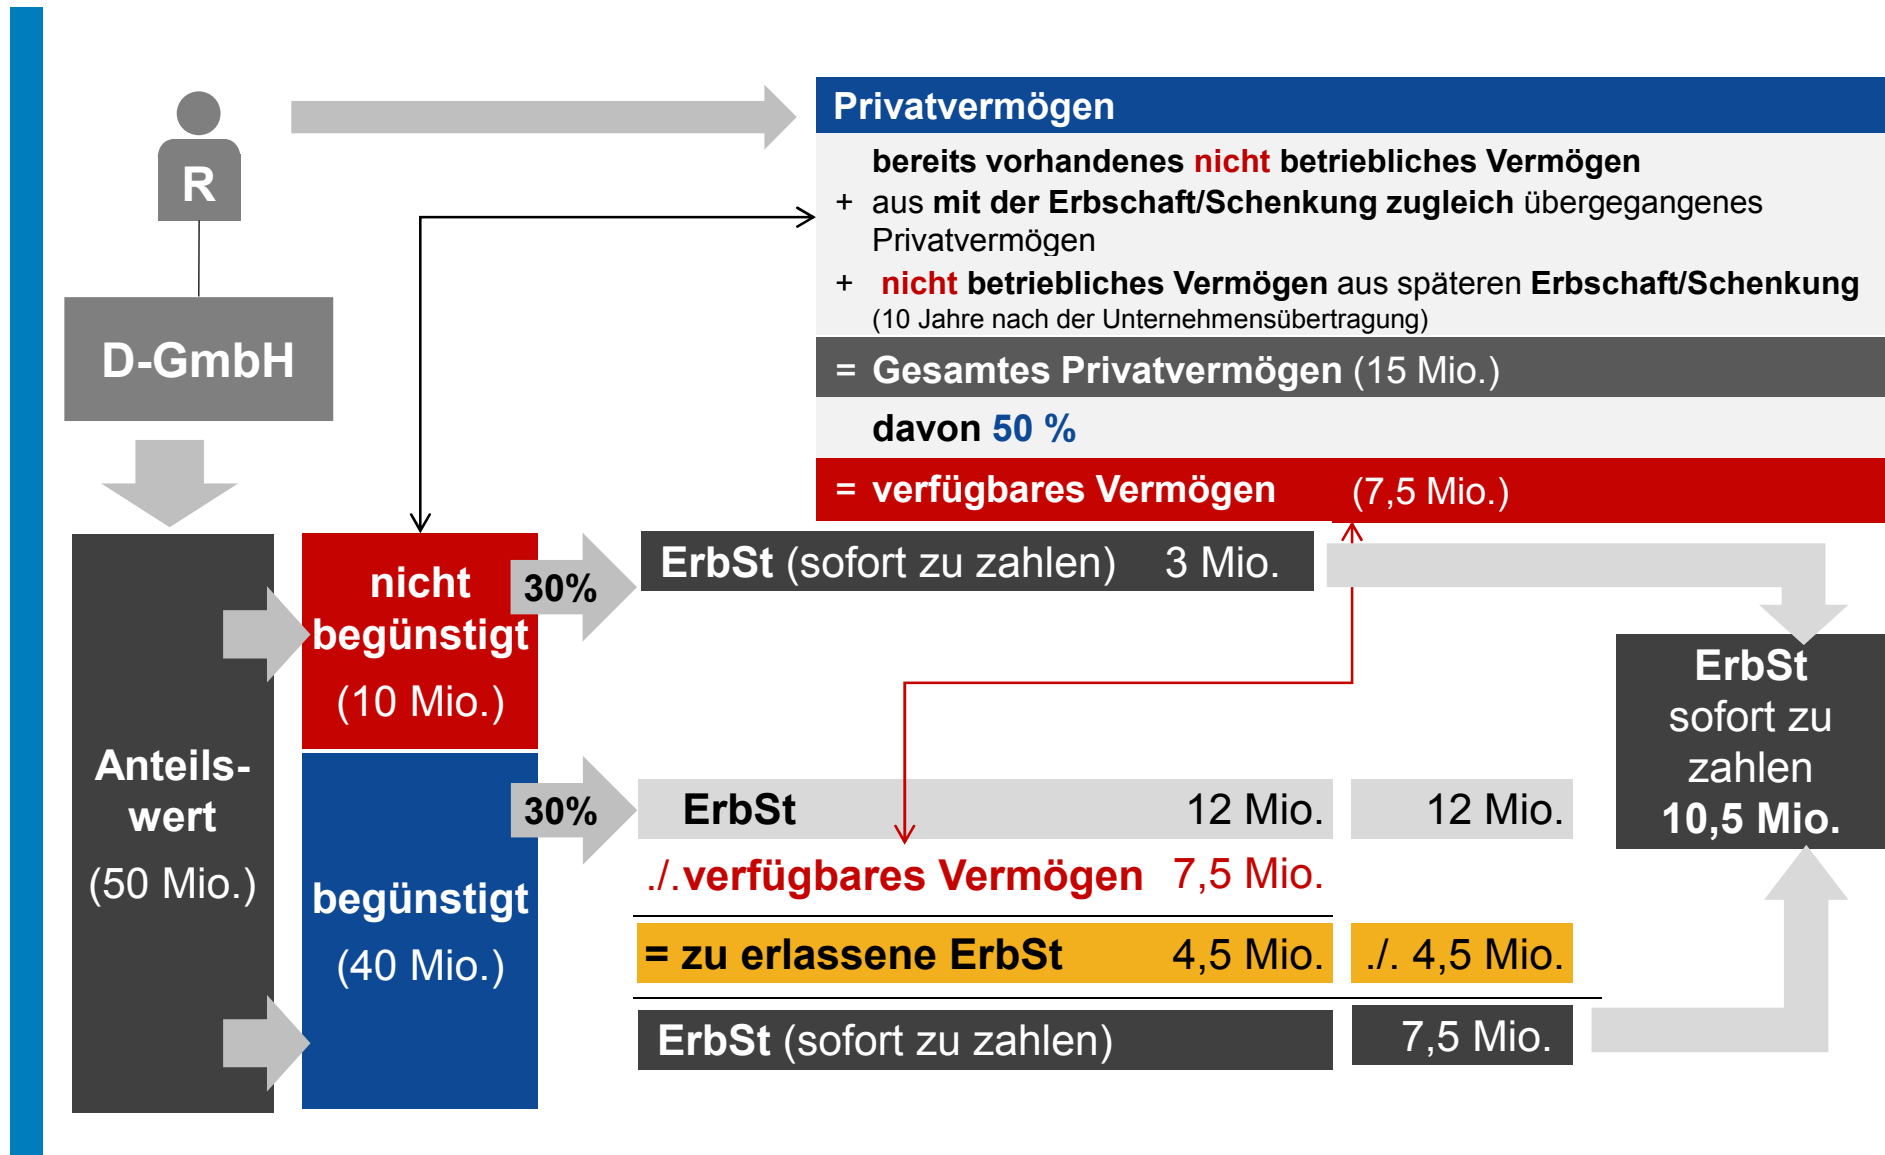 R
D-GmbH
Privatvermögen
bereits vorhandenes nicht betriebliches Vermögen
+ aus mit der Erbschaft/Schenkung zugleich übergegangenes
Privatvermögen
+ nicht betriebliches Vermögen aus späteren Erbschaft/Schenkung
(10 Jahre nach der Unternehmensübertragung)
= Gesamtes Privatvermögen (15 Mio.)
davon 50 %
= verfügbares Vermögen (7,5 Mio.)
Anteils-
wert
(50 Mio.)
nicht
begünstigt
(10 Mio.)
30%
ErbSt (sofort zu zahlen) 3 Mio.
begünstigt
(40 Mio.)
30%
ErbSt 12 Mio. 12 Mio.
./. verfügbares Vermögen 7,5 Mio.
= zu erlassene ErbSt 4,5 Mio. ./. 4,5 Mio.
ErbSt (sofort zu zahlen) 7,5 Mio.
ErbSt
sofort zu
zahlen
10,5 Mio.